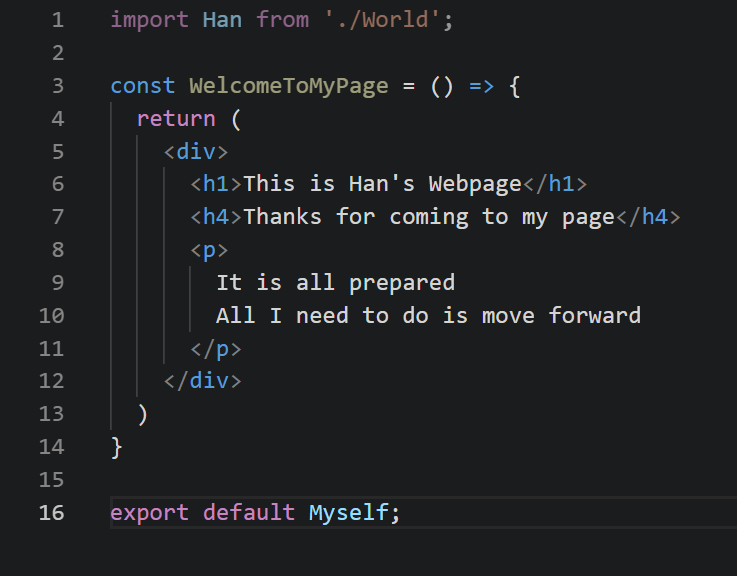 1 import Han from './World';
2
3 const WelcomeToMyPage = () => {
4 return (
5 <div>
6 <h1>This is Han's Webpage</h1>
7 <h4>Thanks for coming to my page</h4>
8 <p>
9 It is all prepared
10 All I need to do is move forward
11 </p>
12 </div>
13 )
14 }
15
16 export default Myself;